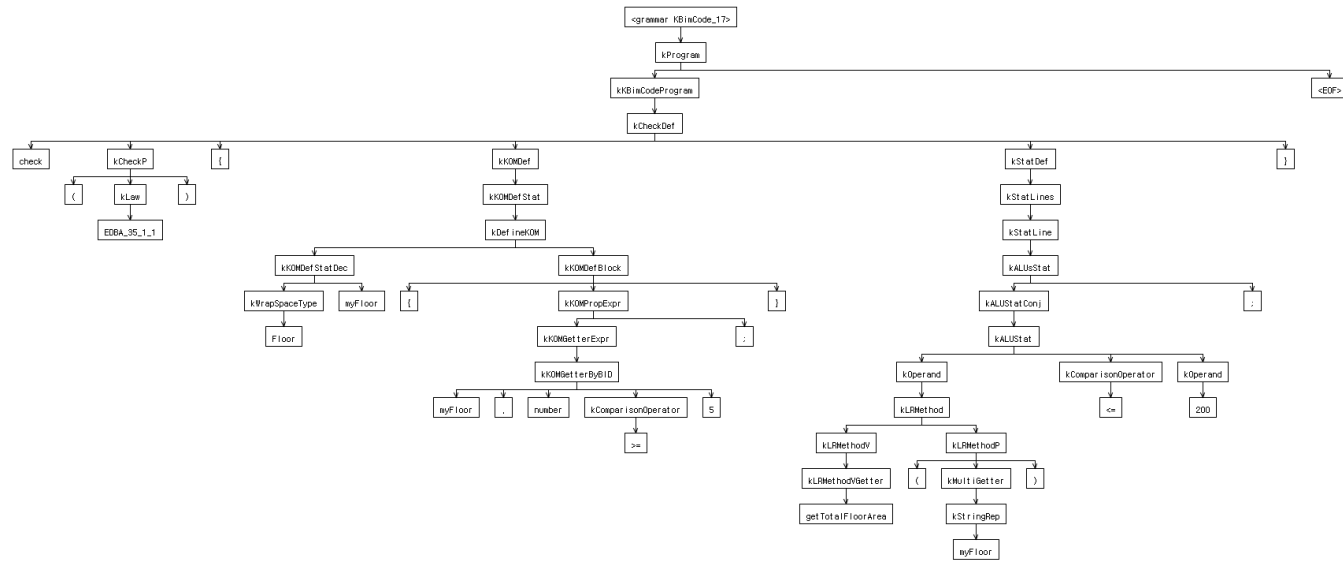 <grammar KBimCode_17>
kProgram
kKBimCodeProgram <EOF>
kCheckDef
check kCheckP { kKOMDef kStatDef }
( kLaw ) kKOMDefStat kStatLines
EDBA_35_1_1 kDefineKOM kStatLine
kKOMDefStatDec kKOMDefBlock kALUsStat
kWrapSpaceType myFloor { kKOMPropExpr } kALUStatConj ;
Floor kKOMGetterExpr ; kALUStat
kKOMGetterByBID kOperand kComparisonOperator kOperand
myFloor . number kComparisonOperator 5 kLRMethod <= 200
>= kLRMethodV kLRMethodP
kLRMethodVGetter ( kMultiGetter )
getTotalFloorArea kStringRep
myFloor